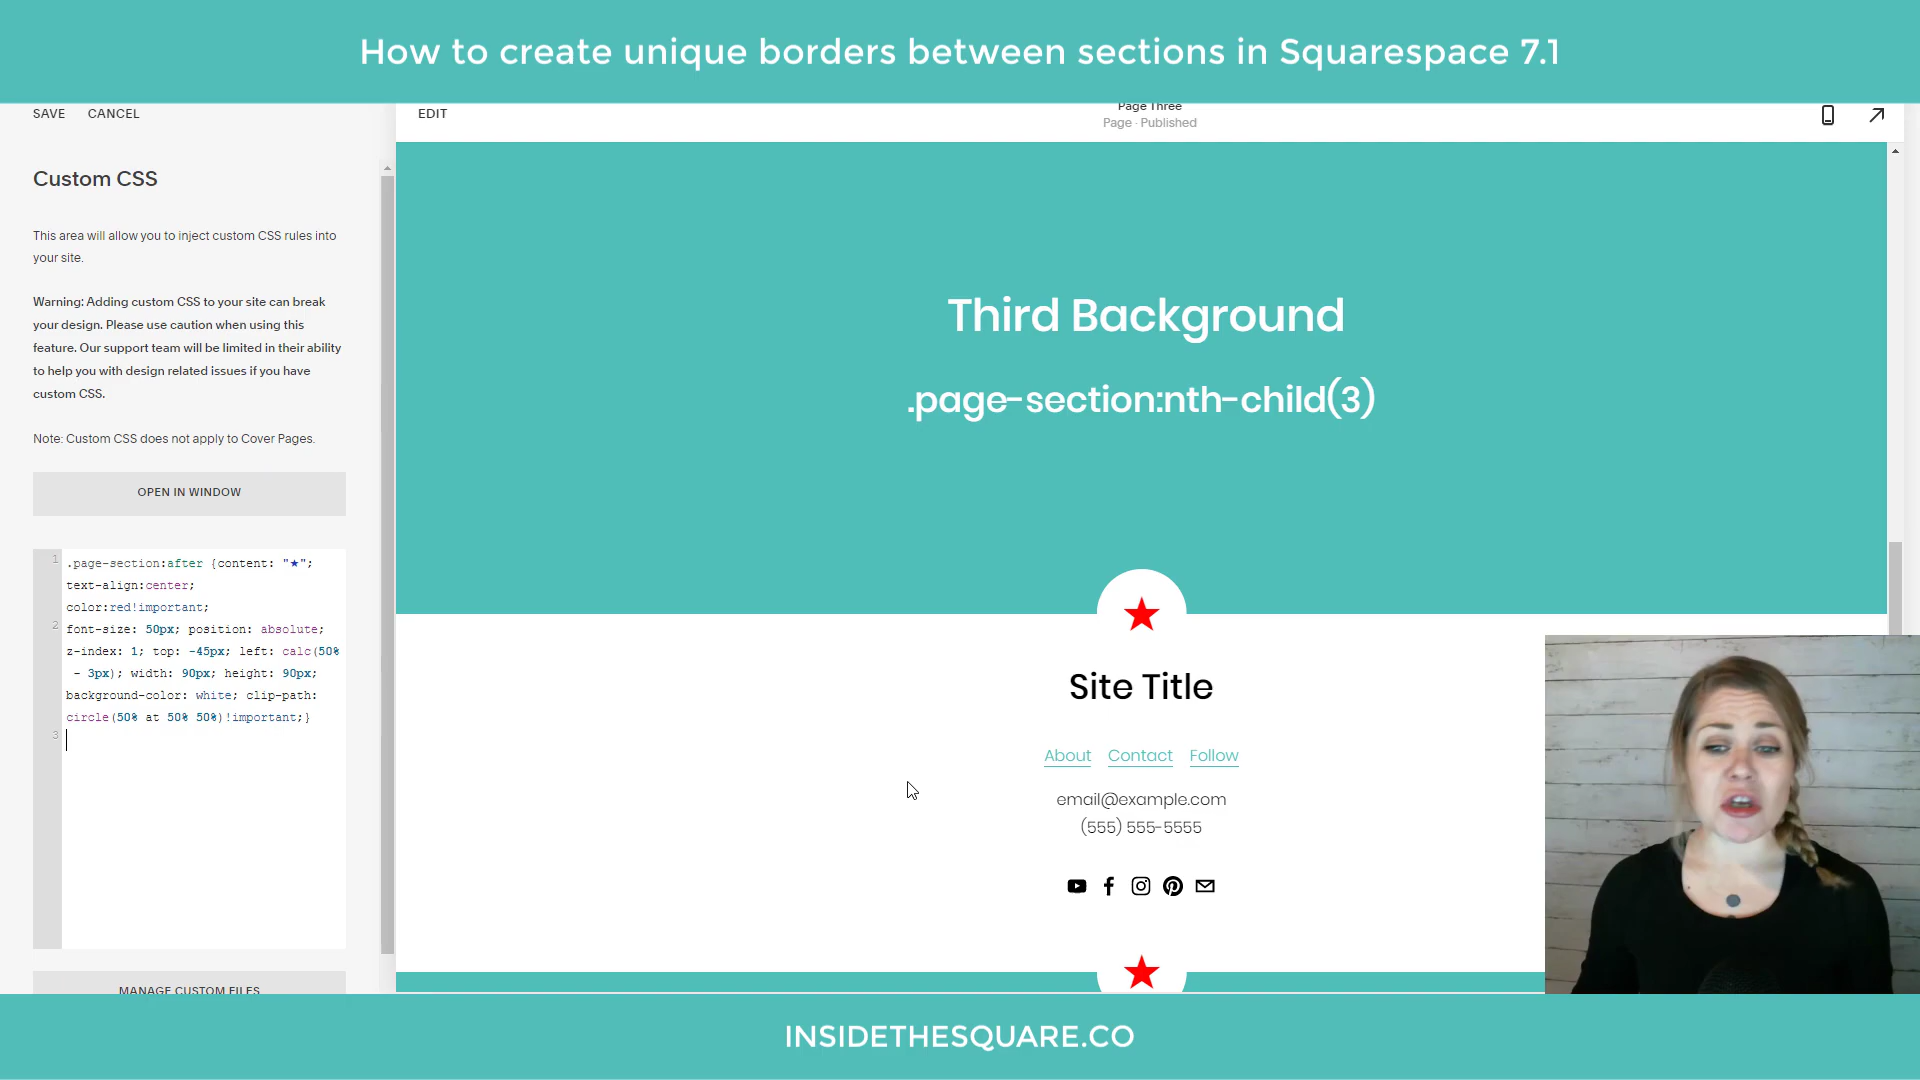 How to create unique borders between sections in Squarespace 7.1
SAVE CANCEL
EDIT
Page Three
Page · Published
Custom CSS
This area will allow you to inject custom CSS rules into
your site.
Warning: Adding custom CSS to your site can break
your design. Please use caution when using this
feature. Our support team will be limited in their ability
to help you with design related issues if you have
custom CSS.
Note: Custom CSS does not apply to Cover Pages.
OPEN IN WINDOW
1 .page-section:after {content: "★";
text-align:center;
color:red!important;
2 font-size: 50px; position: absolute;
z-index: 1; top: -45px; left: calc(50%
- 3px); width: 90px; height: 90px;
background-color: white; clip-path:
circle(50% at 50% 50%)!important;}
3
MANAGE CUSTOM FILES
Third Background
.page-section:nth-child(3)
Site Title
About Contact Follow
email@example.com
(555) 555-5555
INSIDETHESQUARE.CO